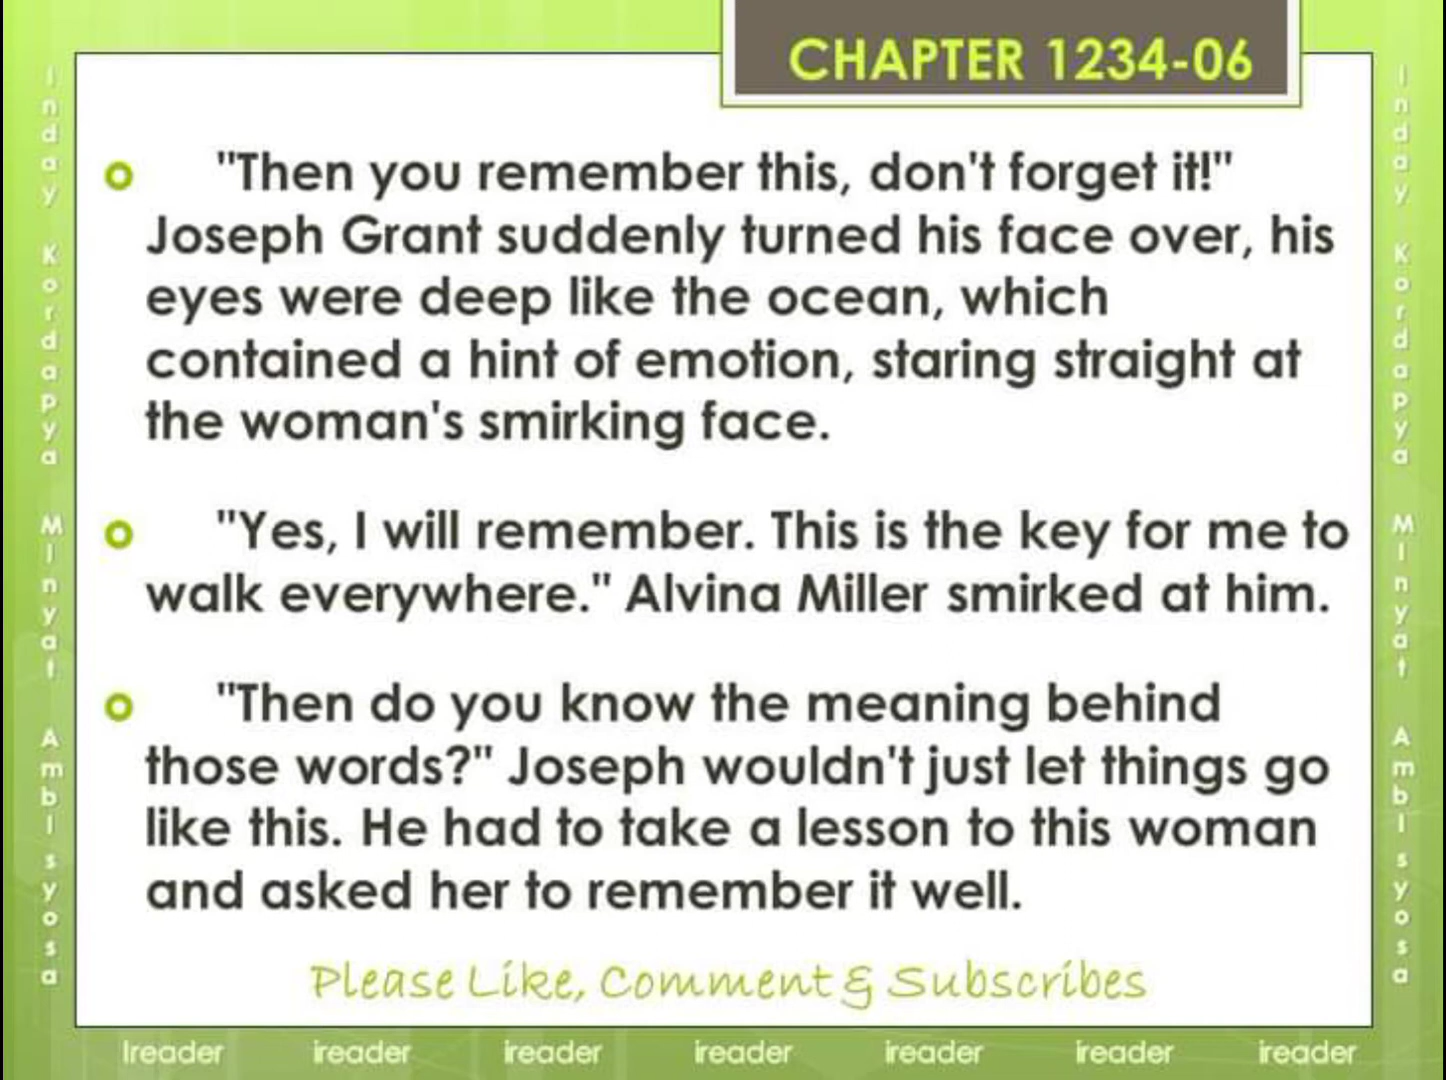 CHAPTER 1234-06
"Then you remember this, don't forget it!"
Joseph Grant suddenly turned his face over, his
eyes were deep like the ocean, which
contained a hint of emotion, staring straight at
the woman's smirking face.
"Yes, I will remember. This is the key for me to
walk everywhere." Alvina Miller smirked at him.
"Then do you know the meaning behind
those words?" Joseph wouldn't just let things go
like this. He had to take a lesson to this woman
and asked her to remember it well.
Please Like, Comment & Subscribes
Inday Kordapya Minyat Ambisyosa
Inday Kordapya Minyat Ambisyosa
Ireader ireader ireader ireader ireader ireader ireader